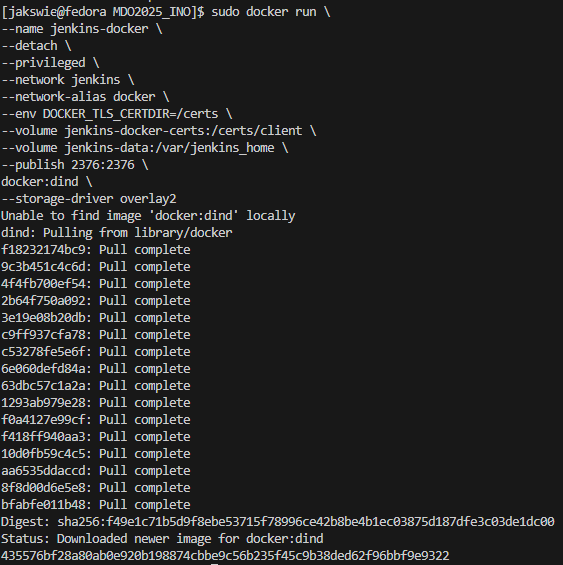 [jakswie@fedora MDO2025_INO]$ sudo docker run \
--name jenkins-docker \
--detach \
--privileged \
--network jenkins \
--network-alias docker \
--env DOCKER_TLS_CERTDIR=/certs \
--volume jenkins-docker-certs:/certs/client \
--volume jenkins-data:/var/jenkins_home \
--publish 2376:2376 \
docker:dind \
--storage-driver overlay2
Unable to find image 'docker:dind' locally
dind: Pulling from library/docker
f18232174bc9: Pull complete
9c3b451c4c6d: Pull complete
4f4fb700ef54: Pull complete
2b64f750a092: Pull complete
3e19e08b20db: Pull complete
c9ff937cfa78: Pull complete
c53278fe5e6f: Pull complete
6e060defd84a: Pull complete
63dbc57c1a2a: Pull complete
1293ab979e28: Pull complete
f0a4127e99cf: Pull complete
f418ff940aa3: Pull complete
10d0fb59c4c5: Pull complete
aa6535ddaccd: Pull complete
8f8d00d6e5e8: Pull complete
bfabfe011b48: Pull complete
Digest: sha256:f49e1c71b5d9f8ebe53715f78996ce42b8be4b1ec03875d187dfe3c03de1dc00
Status: Downloaded newer image for docker:dind
435576bf28a80ab0e920b198874cbbe9c56b235f45c9b38ded62f96bbf9e9322